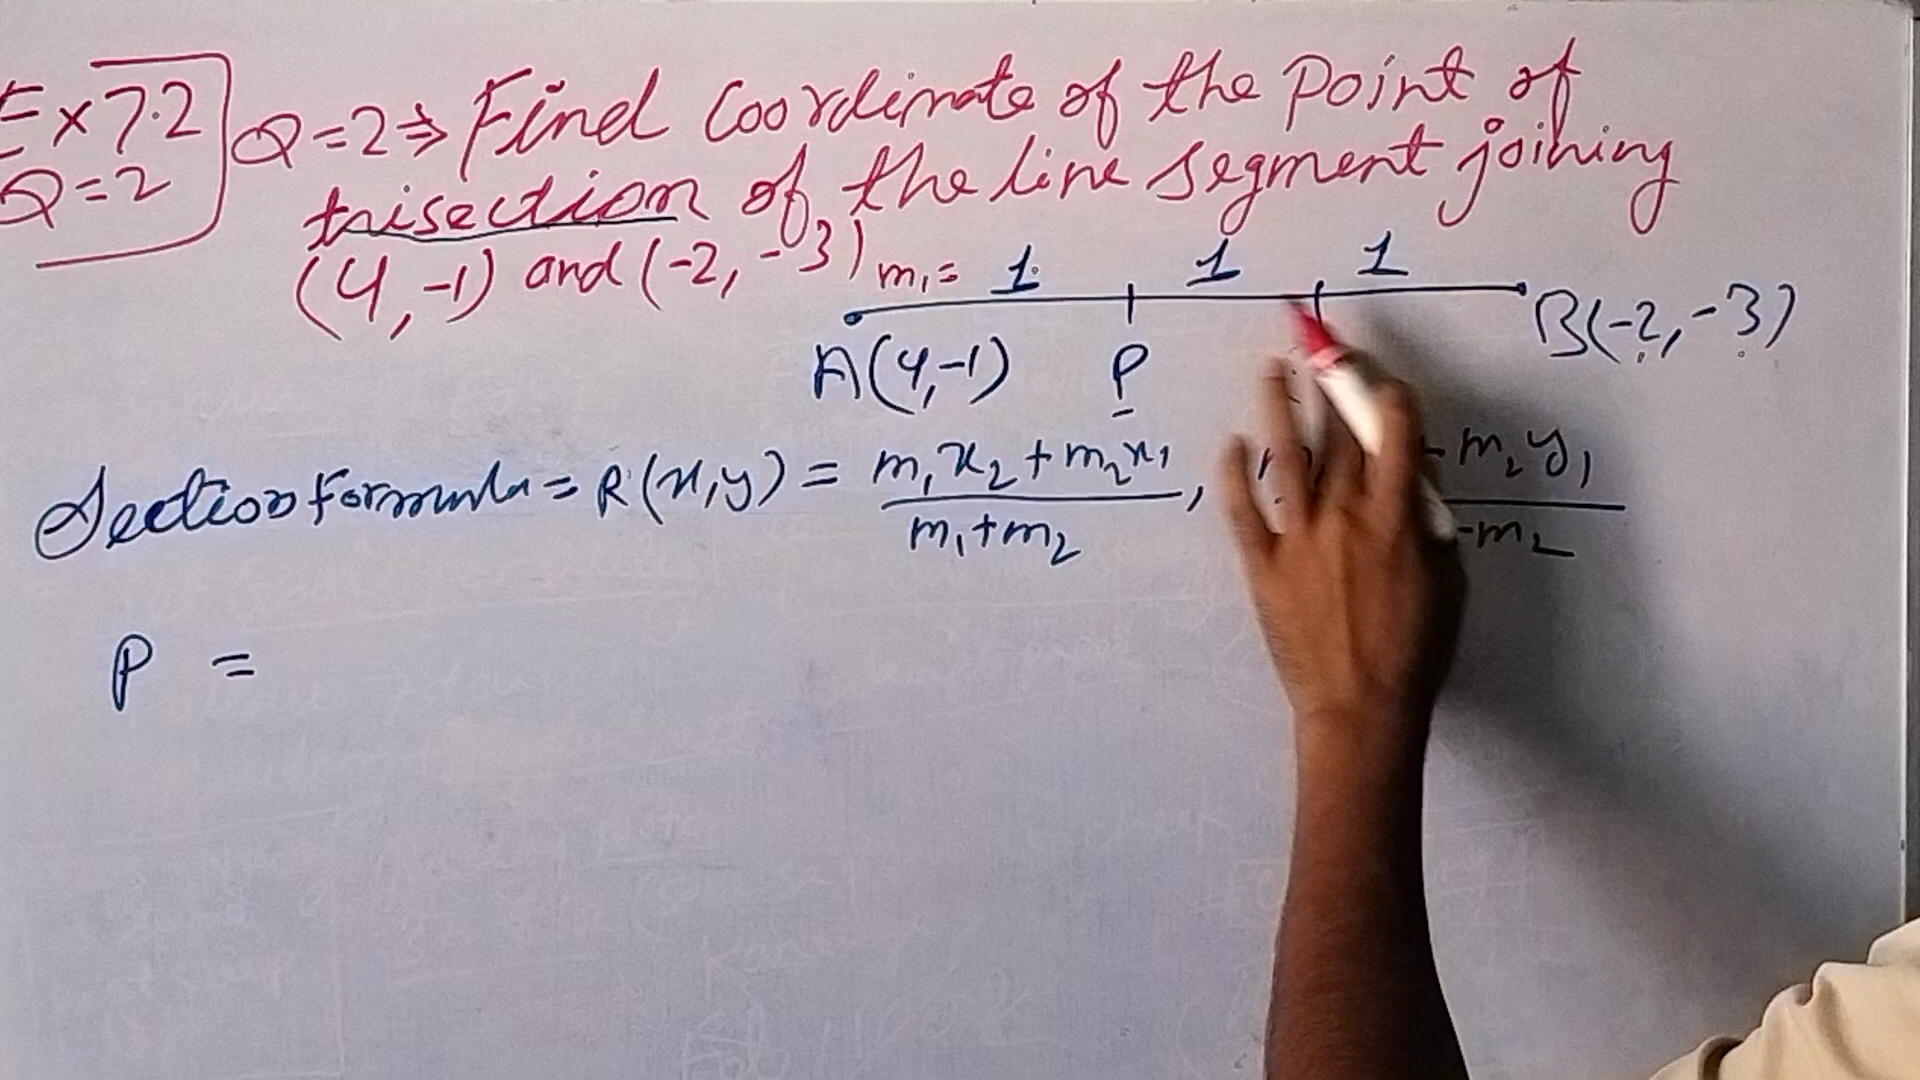 Ex 7.2
Q=2
Q=2⇒ Find Coordinate of the Point of
trisection of the line segment joining
(4,-1) and (-2,-3)
m₁= 1 1 1
A(4,-1) P B(-2,-3)
Section Formula = R(x,y) = m₁x₂+m₂x₁ / m₁+m₂ , m₂y₁ / m₂
P =